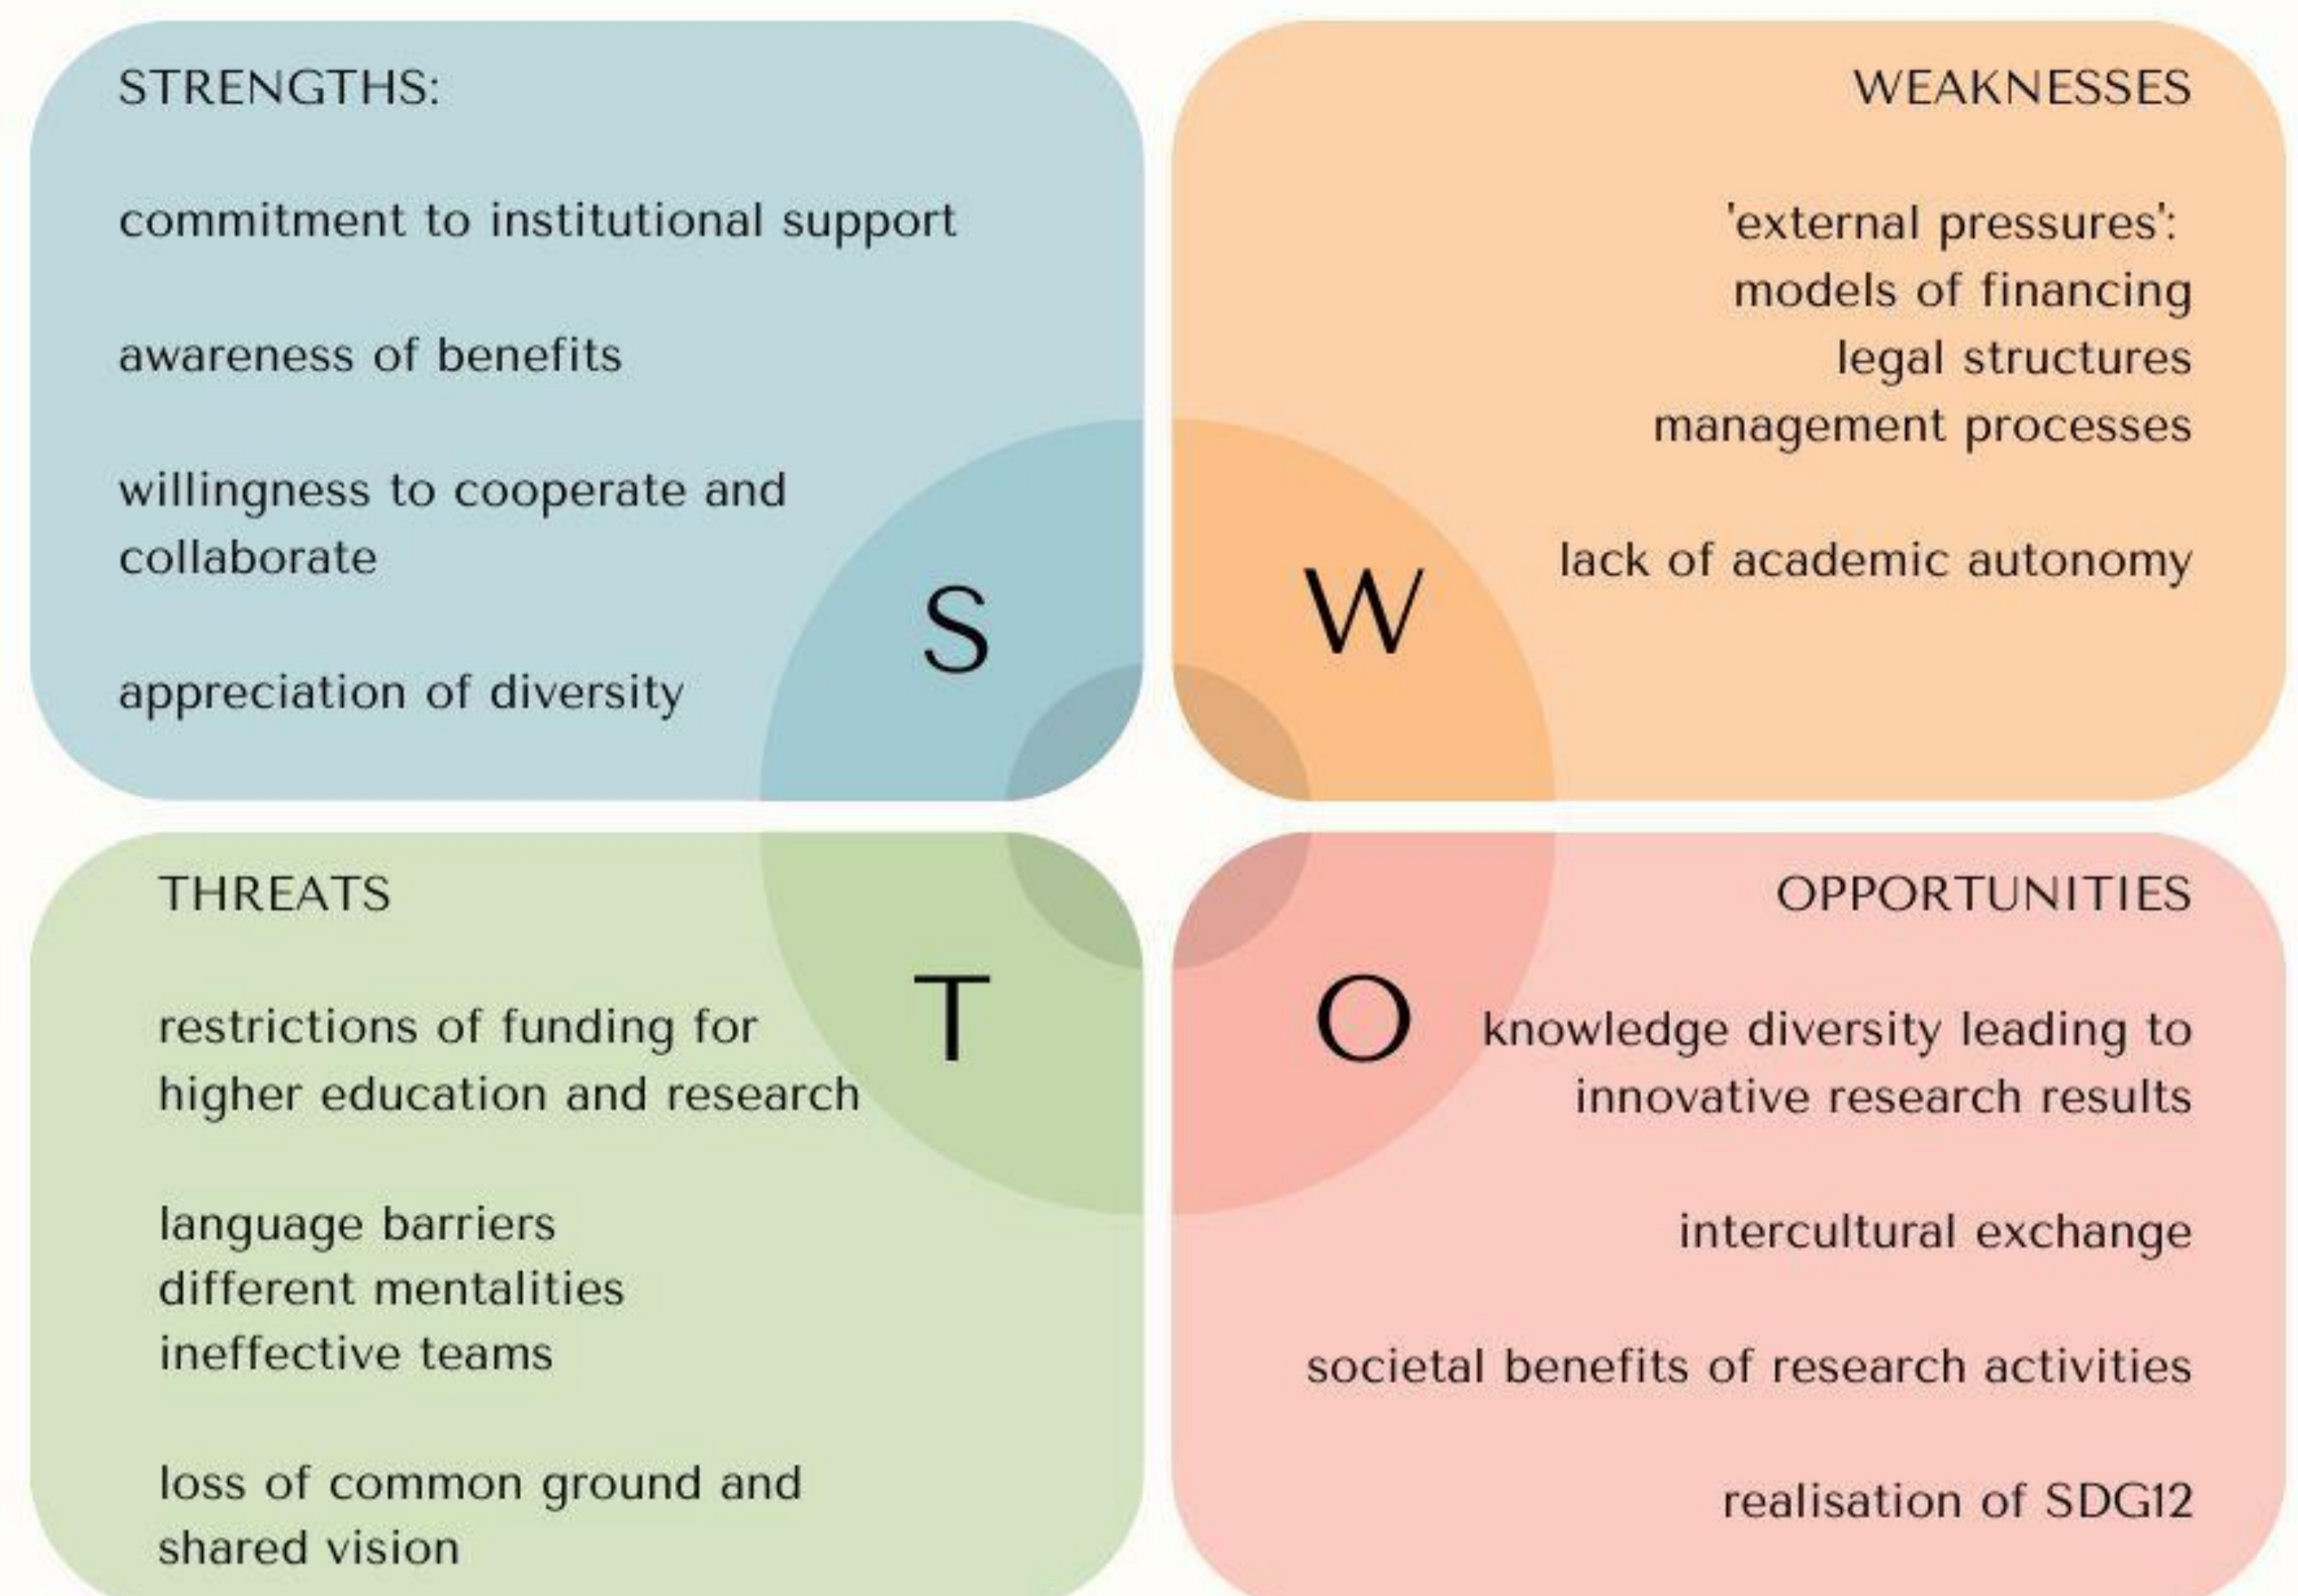 STRENGTHS:
commitment to institutional support
awareness of benefits
willingness to cooperate and
collaborate
appreciation of diversity
S
WEAKNESSES
'external pressures':
models of financing
legal structures
management processes
lack of academic autonomy
W
THREATS
restrictions of funding for
higher education and research
language barriers
different mentalities
ineffective teams
loss of common ground and
shared vision
T
OPPORTUNITIES
knowledge diversity leading to
innovative research results
intercultural exchange
societal benefits of research activities
realisation of SDG12
O